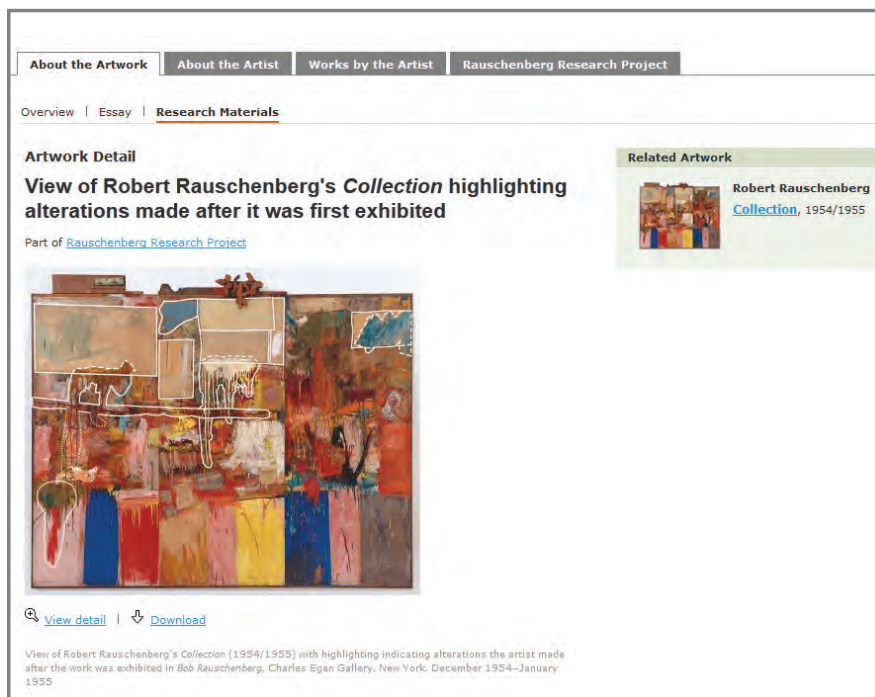 About the Artwork About the Artist Works by the Artist Rauschenberg Research Project
Overview | Essay | Research Materials
Artwork Detail
View of Robert Rauschenberg's Collection highlighting
alterations made after it was first exhibited
Part of Rauschenberg Research Project
Related Artwork
Robert Rauschenberg
Collection, 1954/1955
View detail | Download
View of Robert Rauschenberg's Collection (1954/1955) with highlighting indicating alterations the artist made
after the work was exhibited in Bob Rauschenberg, Charles Egan Gallery, New York, December 1954–January
1955